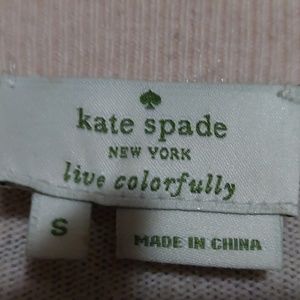 kate spade
NEW YORK
live colorfully
S
MADE IN CHINA